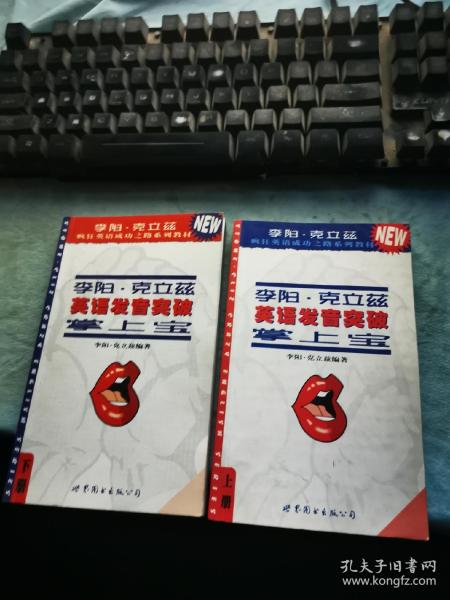 李阳·克立兹
疯狂英语成功之路系列教材
NEW
李阳·克立兹
英语发音突破
掌上宝
李阳·克立兹编著
下册
世界图书出版公司
李阳·克立兹
疯狂英语成功之路系列教材
NEW
李阳·克立兹
英语发音突破
掌上宝
李阳·克立兹编著
上册
世界图书出版公司
孔夫子旧书网
www.kongfz.com